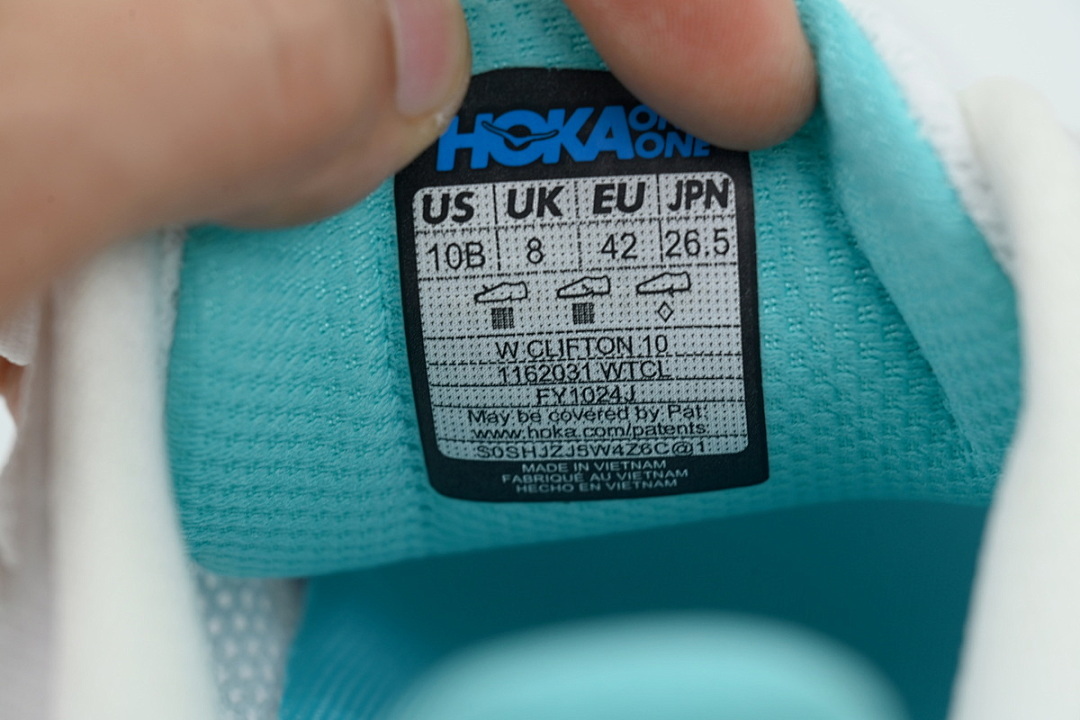 HOKA ONE ONE
US UK EU JPN
10B 8 42 26.5
W CLIFTON 10
1162031 WTCL
FY1024J
May be covered by Pat:
www.hoka.com/patents
S0SHJZJ5W4Z6C@1
MADE IN VIETNAM
FABRIQUÉ AU VIETNAM
HECHO EN VIETNAM